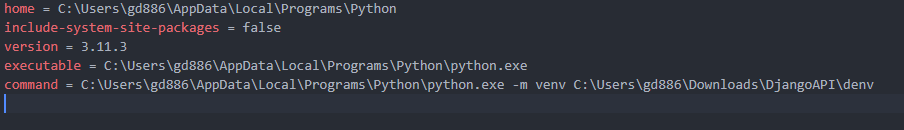 home = C:\Users\gd886\AppData\Local\Programs\Python
include-system-site-packages = false
version = 3.11.3
executable = C:\Users\gd886\AppData\Local\Programs\Python\python.exe
command = C:\Users\gd886\AppData\Local\Programs\Python\python.exe -m venv C:\Users\gd886\Downloads\DjangoAPI\denv